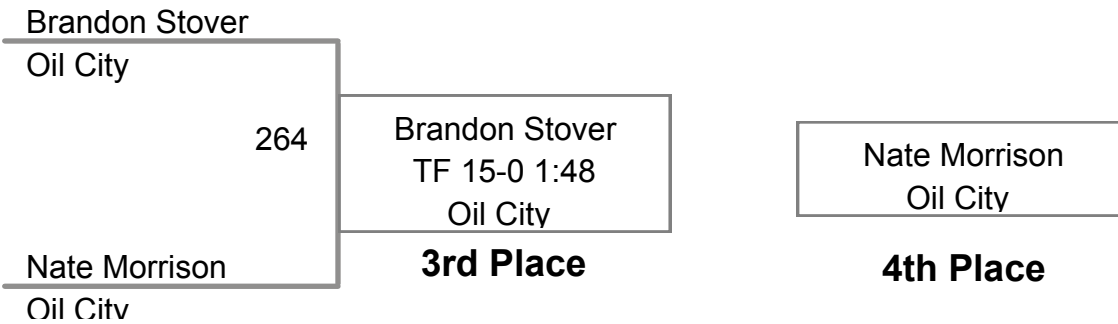 Brandon Stover
Oil City
264
Brandon Stover
TF 15-0 1:48
Oil City
3rd Place
Nate Morrison
Oil City
4th Place
Nate Morrison
Oil City